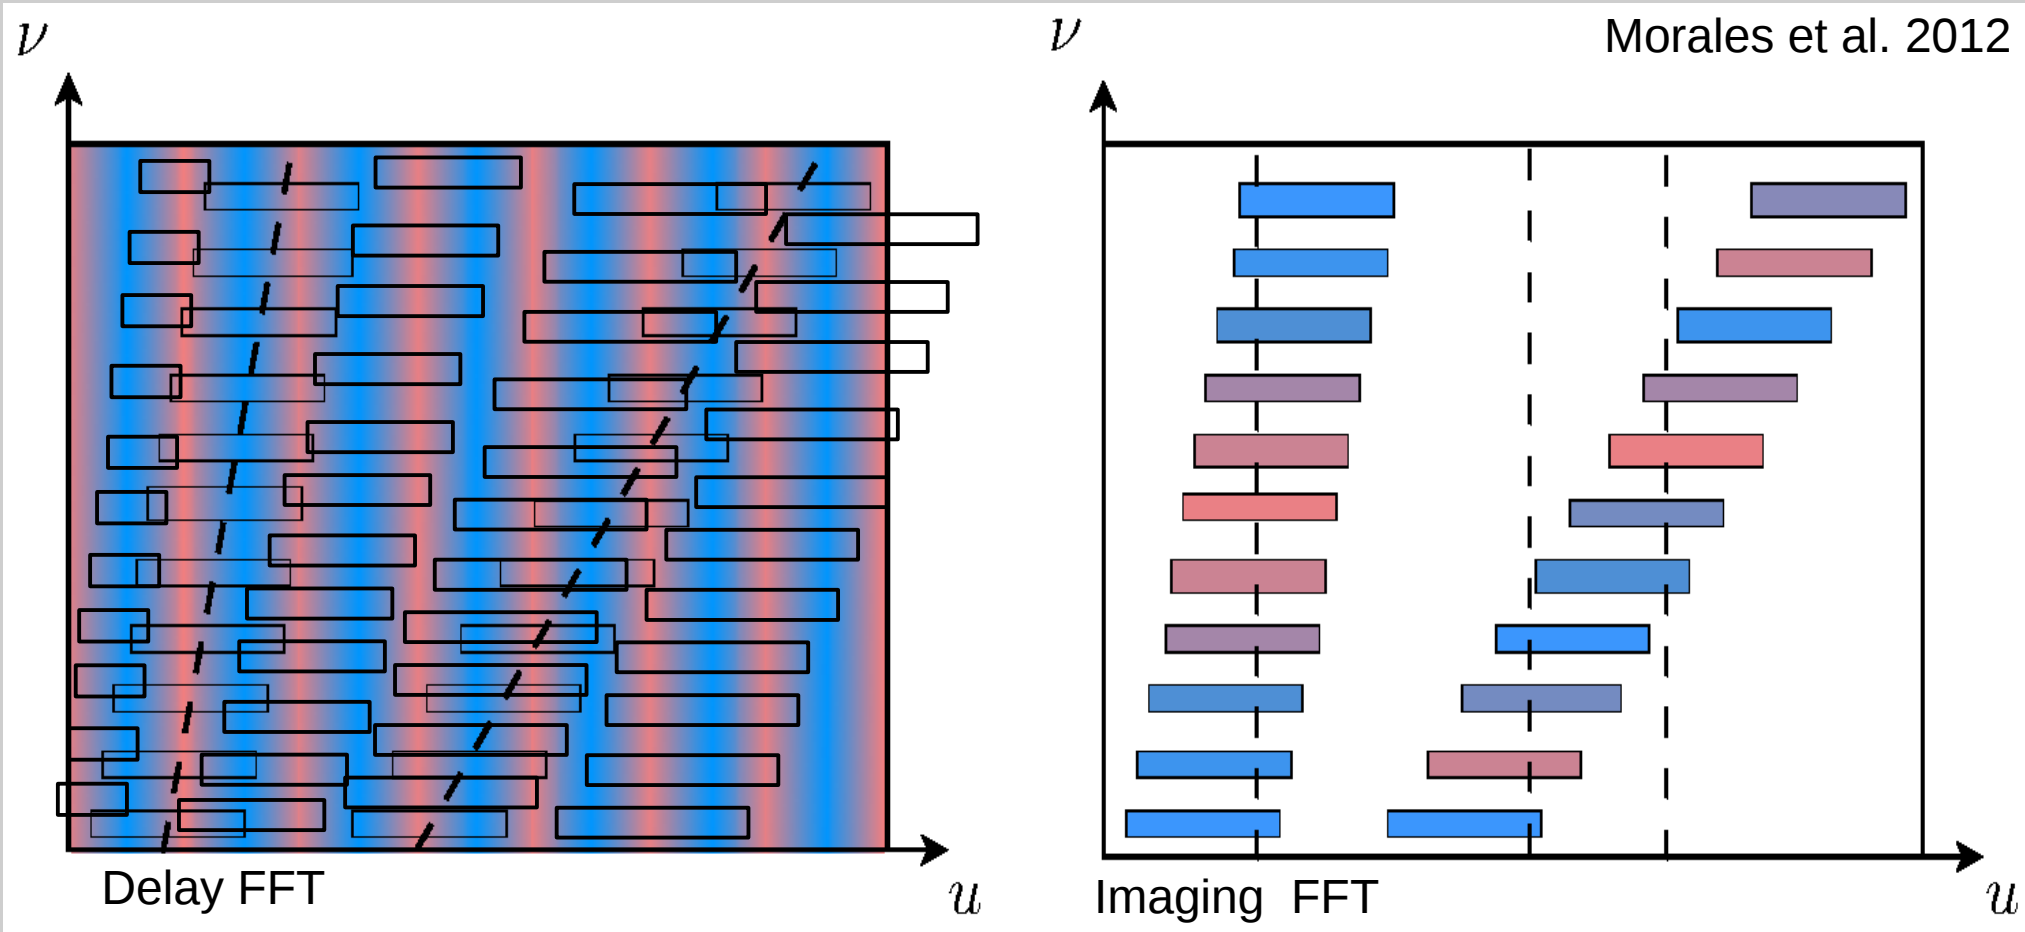 ν
ν
Morales et al. 2012
Delay FFT
u
Imaging FFT
u